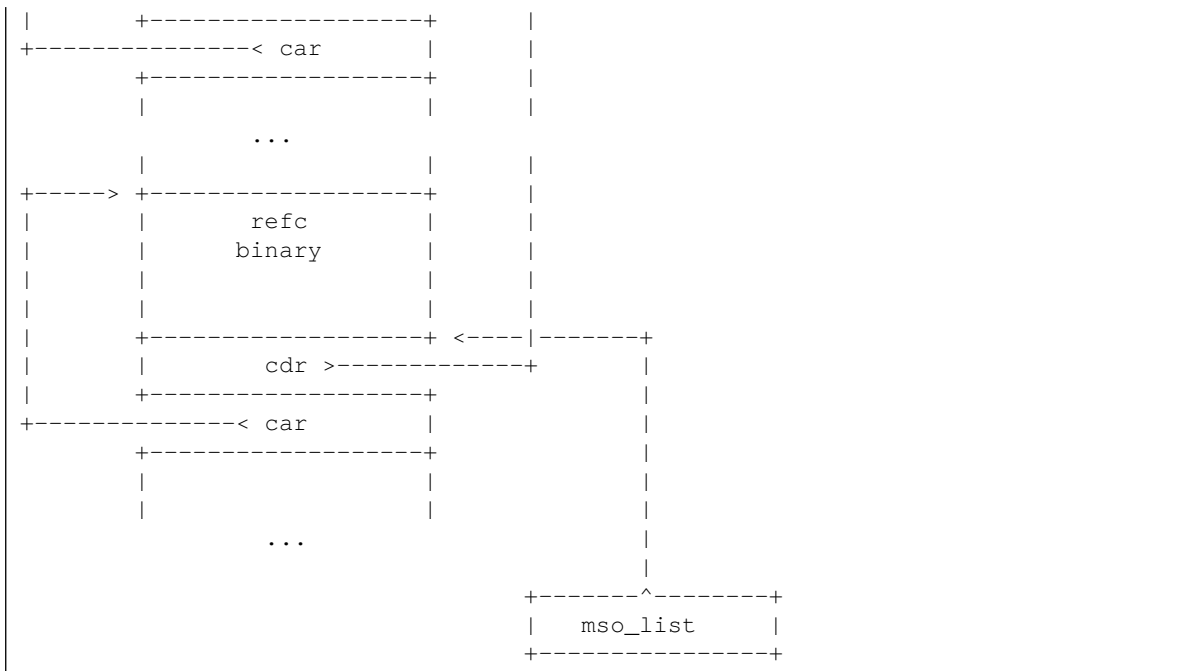 |       +-------------------+      |
+---------------< car       |      |
        +-------------------+      |
        |                   |      |
                ...
        |                   |      |
+-----> +-------------------+      |
|       |       refc        |      |
|       |      binary       |      |
|       |                   |      |
|       |                   |      |
|       +-------------------+ <----|-------+
|       |        cdr >-------------+       |
|       +-------------------+              |
+--------------< car        |              |
        +-------------------+              |
        |                   |              |
        |                   |              |
                 ...                       |
                                           |
                                   +-------^--------+
                                   |   mso_list     |
                                   +----------------+